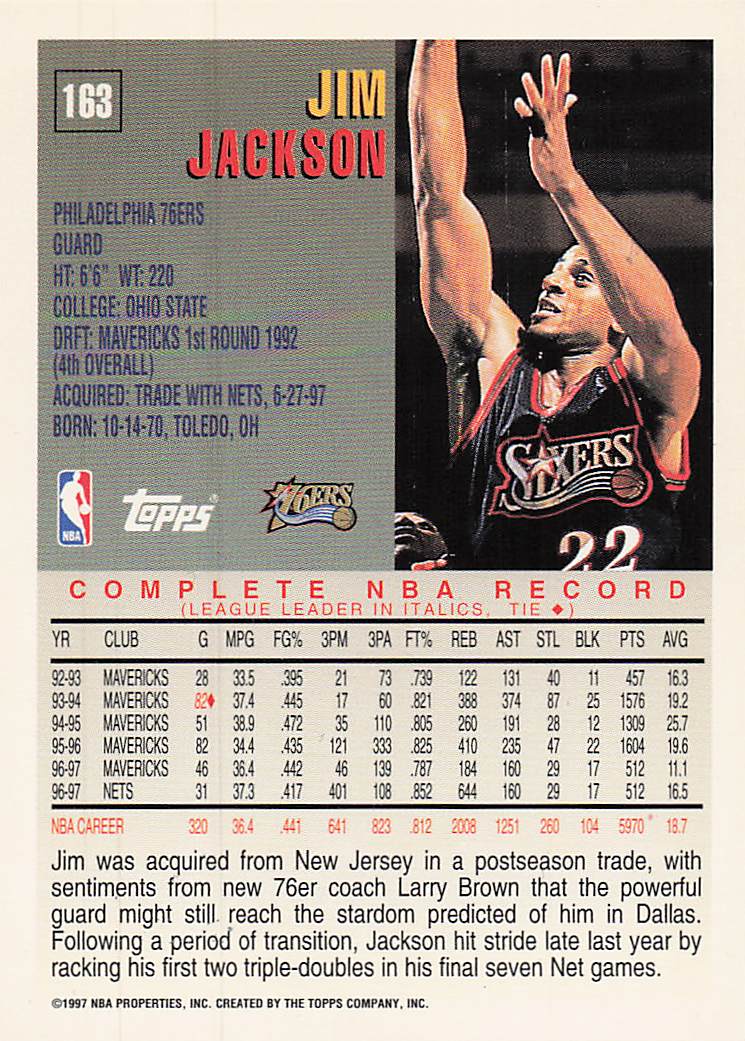 163
JIM
JACKSON
PHILADELPHIA 76ERS
GUARD
HT: 6'6" WT: 220
COLLEGE: OHIO STATE
DRFT: MAVERICKS 1st ROUND 1992
(4th OVERALL)
ACQUIRED: TRADE WITH NETS, 6-27-97
BORN: 10-14-70, TOLEDO, OH
NBA
Topps®
76ERS
SIXERS
22
COMPLETE NBA RECORD
(LEAGUE LEADER IN ITALICS, TIE ♦)
YR CLUB G MPG FG% 3PM 3PA FT% REB AST STL BLK PTS AVG
92-93 MAVERICKS 28 33.5 .395 21 73 .739 122 131 40 11 457 16.3
93-94 MAVERICKS 82♦ 37.4 .445 17 60 .821 388 374 87 25 1576 19.2
94-95 MAVERICKS 51 38.9 .472 35 110 .805 260 191 28 12 1309 25.7
95-96 MAVERICKS 82 34.4 .435 121 333 .825 410 235 47 22 1604 19.6
96-97 MAVERICKS 46 36.4 .442 46 139 .787 184 160 29 17 512 11.1
96-97 NETS 31 37.3 .417 401 108 .852 644 160 29 17 512 16.5
NBA CAREER 320 36.4 .441 641 823 .812 2008 1251 260 104 5970 18.7
Jim was acquired from New Jersey in a postseason trade, with
sentiments from new 76er coach Larry Brown that the powerful
guard might still reach the stardom predicted of him in Dallas.
Following a period of transition, Jackson hit stride late last year by
racking his first two triple-doubles in his final seven Net games.
©1997 NBA PROPERTIES, INC. CREATED BY THE TOPPS COMPANY, INC.